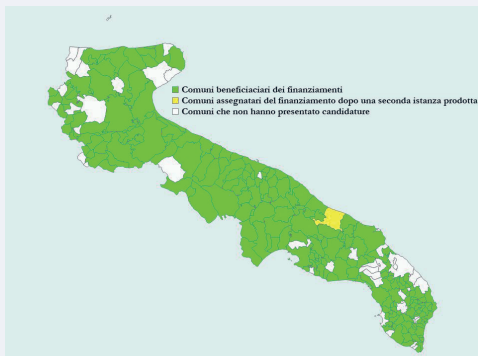 Comuni beneficiaciari dei finanziamenti
Comuni assegnatari del finanziamento dopo una seconda istanza prodotta
Comuni che non hanno presentato candidature